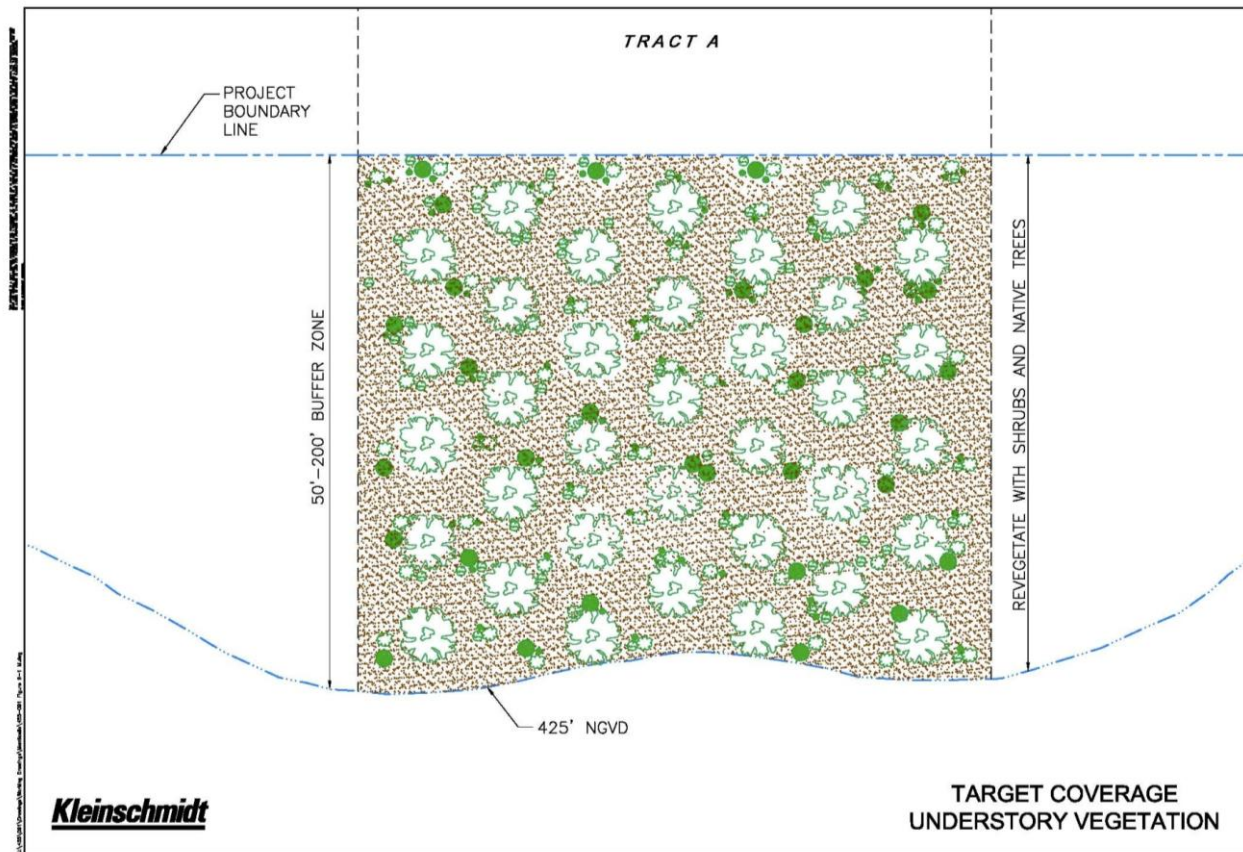 TRACT A
PROJECT
BOUNDARY
LINE
50'-200' BUFFER ZONE
REVEGETATE WITH SHRUBS AND NATIVE TREES
425' NGVD
Kleinschmidt
TARGET COVERAGE
UNDERSTORY VEGETATION